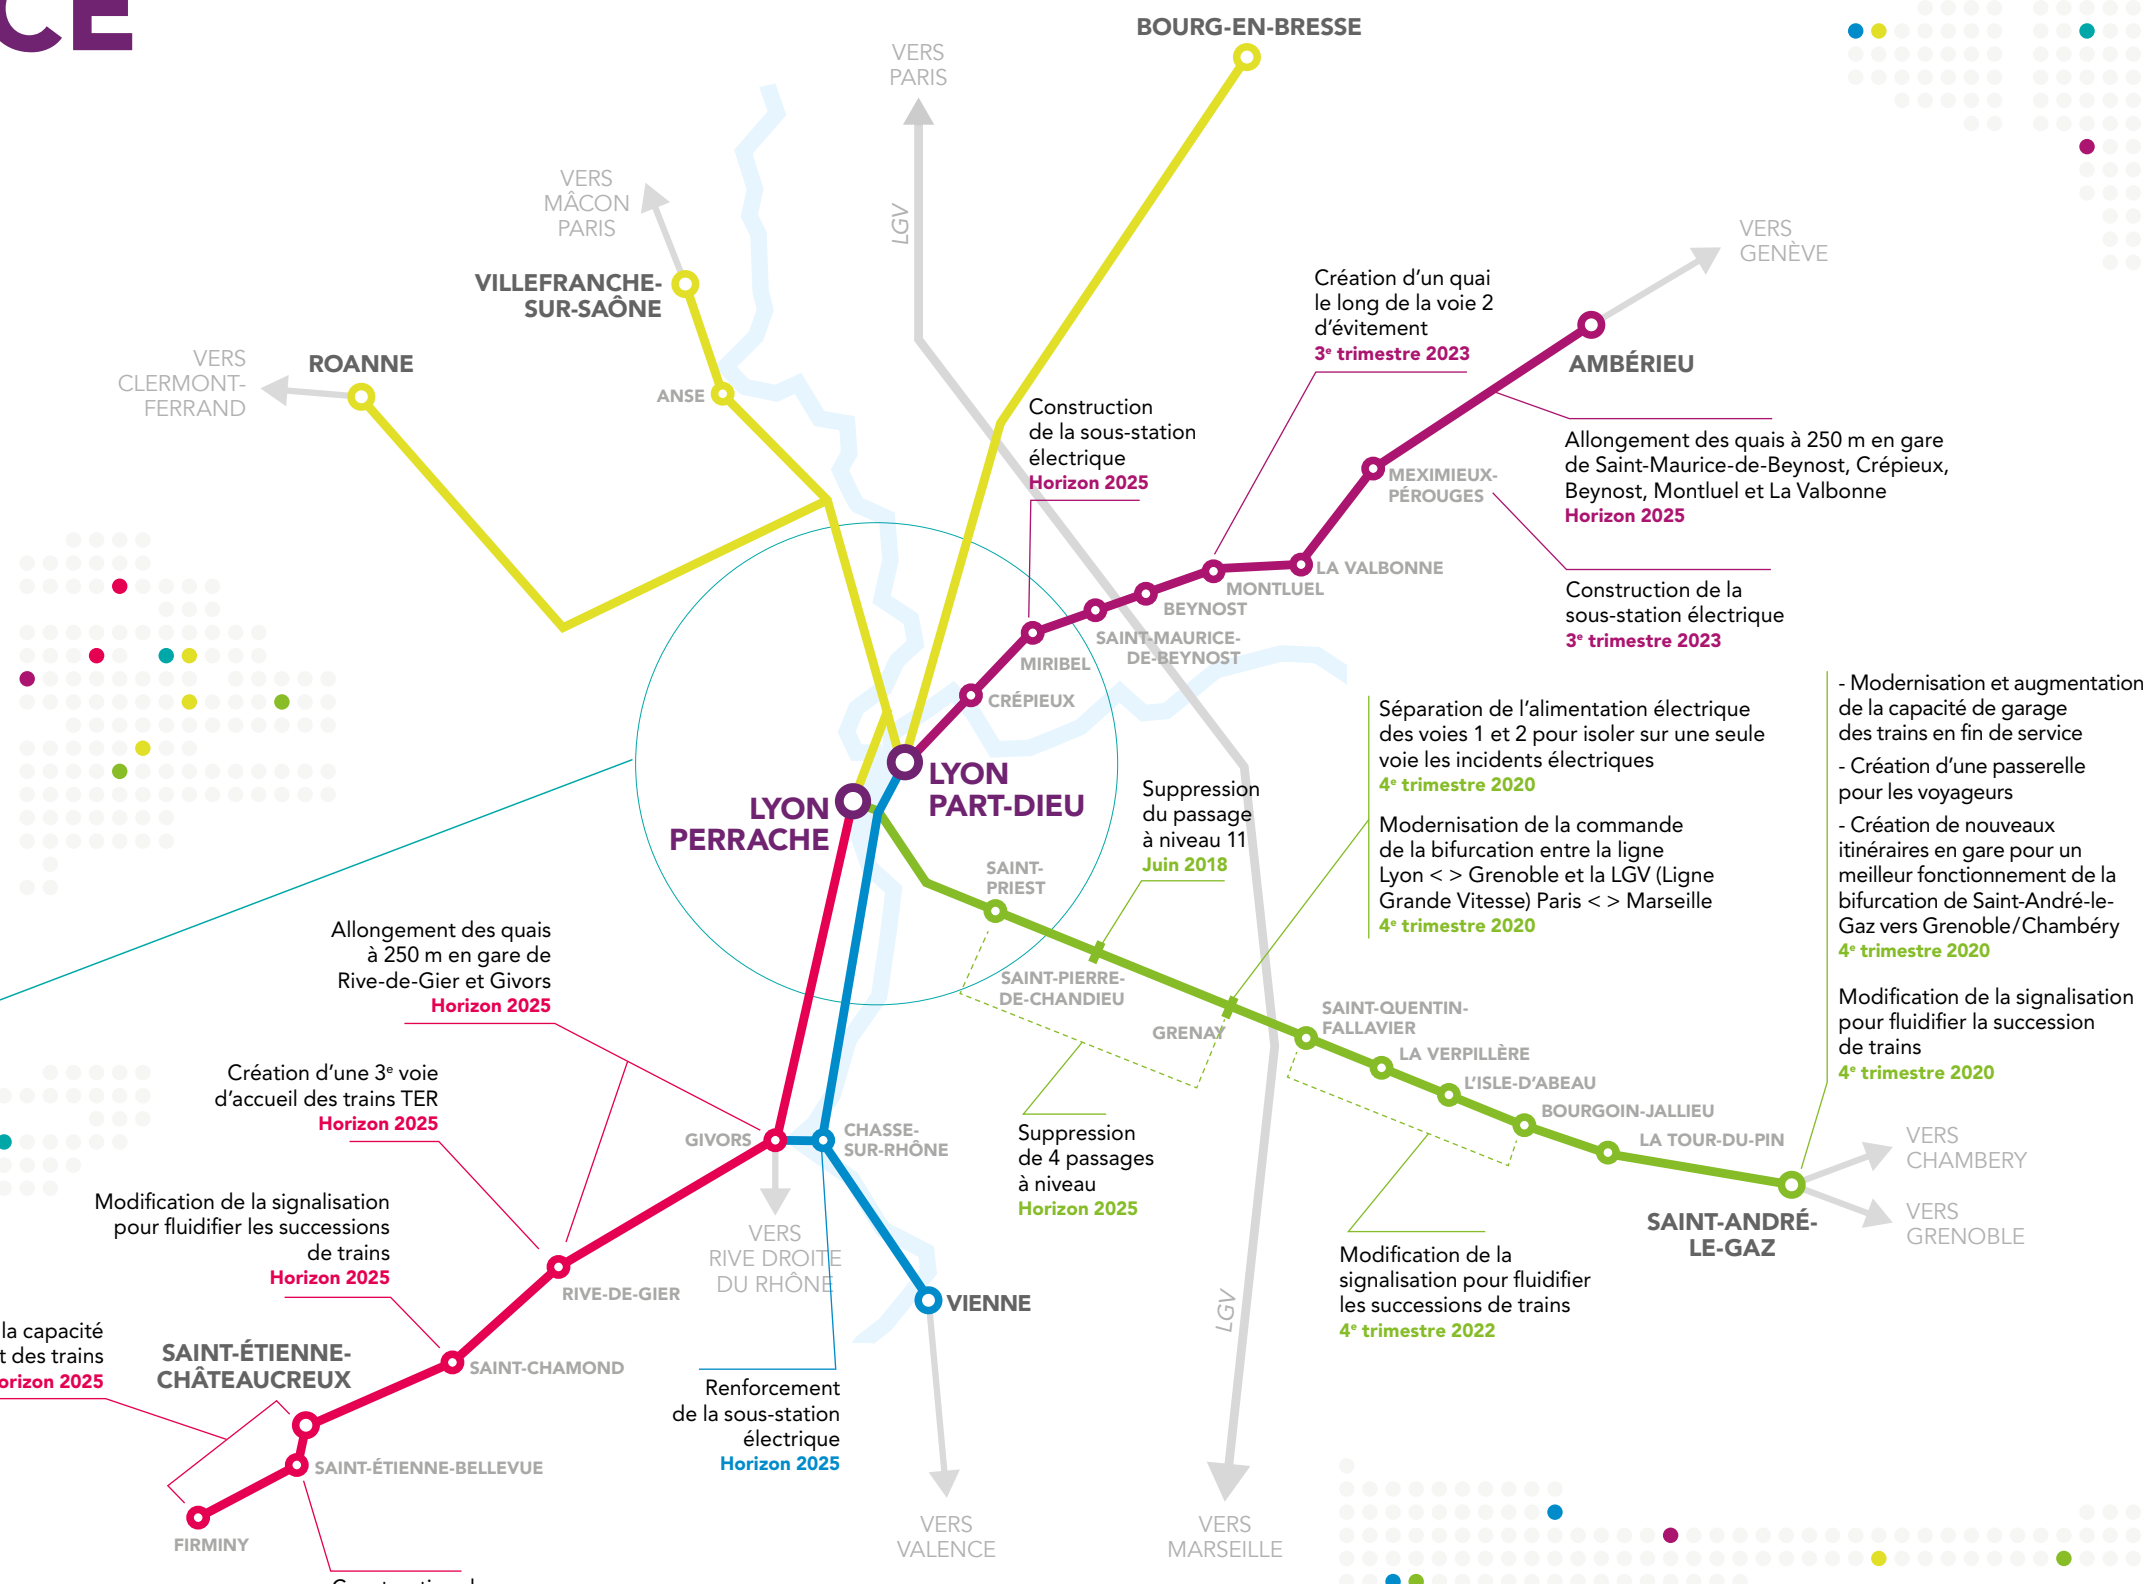 CE
BOURG-EN-BRESSE
VERS
PARIS
LGV
VERS
MÂCON
PARIS
VILLEFRANCHE-
SUR-SAÔNE
VERS
CLERMONT-
FERRAND
ROANNE
ANSE
VERS
GENÈVE
Création d'un quai
le long de la voie 2
d'évitement
3e trimestre 2023
AMBÉRIEU
Construction
de la sous-station
électrique
Horizon 2025
Allongement des quais à 250 m en gare
de Saint-Maurice-de-Beynost, Crépieux,
Beynost, Montluel et La Valbonne
Horizon 2025
MEXIMIEUX-
PÉROUGES
Construction de la
sous-station électrique
3e trimestre 2023
LA VALBONNE
MONTLUEL
BEYNOST
SAINT-MAURICE-
DE-BEYNOST
MIRIBEL
CRÉPIEUX
LYON
PART-DIEU
LYON
PERRACHE
Séparation de l'alimentation électrique
des voies 1 et 2 pour isoler sur une seule
voie les incidents électriques
4e trimestre 2020
Modernisation de la commande
de la bifurcation entre la ligne
Lyon < > Grenoble et la LGV (Ligne
Grande Vitesse) Paris < > Marseille
4e trimestre 2020
- Modernisation et augmentation
de la capacité de garage
des trains en fin de service
- Création d'une passerelle
pour les voyageurs
- Création de nouveaux
itinéraires en gare pour un
meilleur fonctionnement de la
bifurcation de Saint-André-le-
Gaz vers Grenoble/Chambéry
4e trimestre 2020
Modification de la signalisation
pour fluidifier la succession
de trains
4e trimestre 2020
Suppression
du passage
à niveau 11
Juin 2018
SAINT-
PRIEST
SAINT-PIERRE-
DE-CHANDIEU
GRENAY
SAINT-QUENTIN-
FALLAVIER
LA VERPILLÈRE
L'ISLE-D'ABEAU
BOURGOIN-JALLIEU
LA TOUR-DU-PIN
SAINT-ANDRÉ-
LE-GAZ
VERS
CHAMBERY
VERS
GRENOBLE
Suppression
de 4 passages
à niveau
Horizon 2025
Modification de la
signalisation pour fluidifier
les successions de trains
4e trimestre 2022
Allongement des quais
à 250 m en gare de
Rive-de-Gier et Givors
Horizon 2025
Création d'une 3e voie
d'accueil des trains TER
Horizon 2025
Modification de la signalisation
pour fluidifier les successions
de trains
Horizon 2025
GIVORS
CHASSE-
SUR-RHÔNE
VERS
RIVE DROITE
DU RHÔNE
RIVE-DE-GIER
VIENNE
SAINT-CHAMOND
la capacité
t des trains
orizon 2025
SAINT-ÉTIENNE-
CHÂTEAUCREUX
SAINT-ÉTIENNE-BELLEVUE
FIRMINY
Renforcement
de la sous-station
électrique
Horizon 2025
LGV
VERS
VALENCE
VERS
MARSEILLE